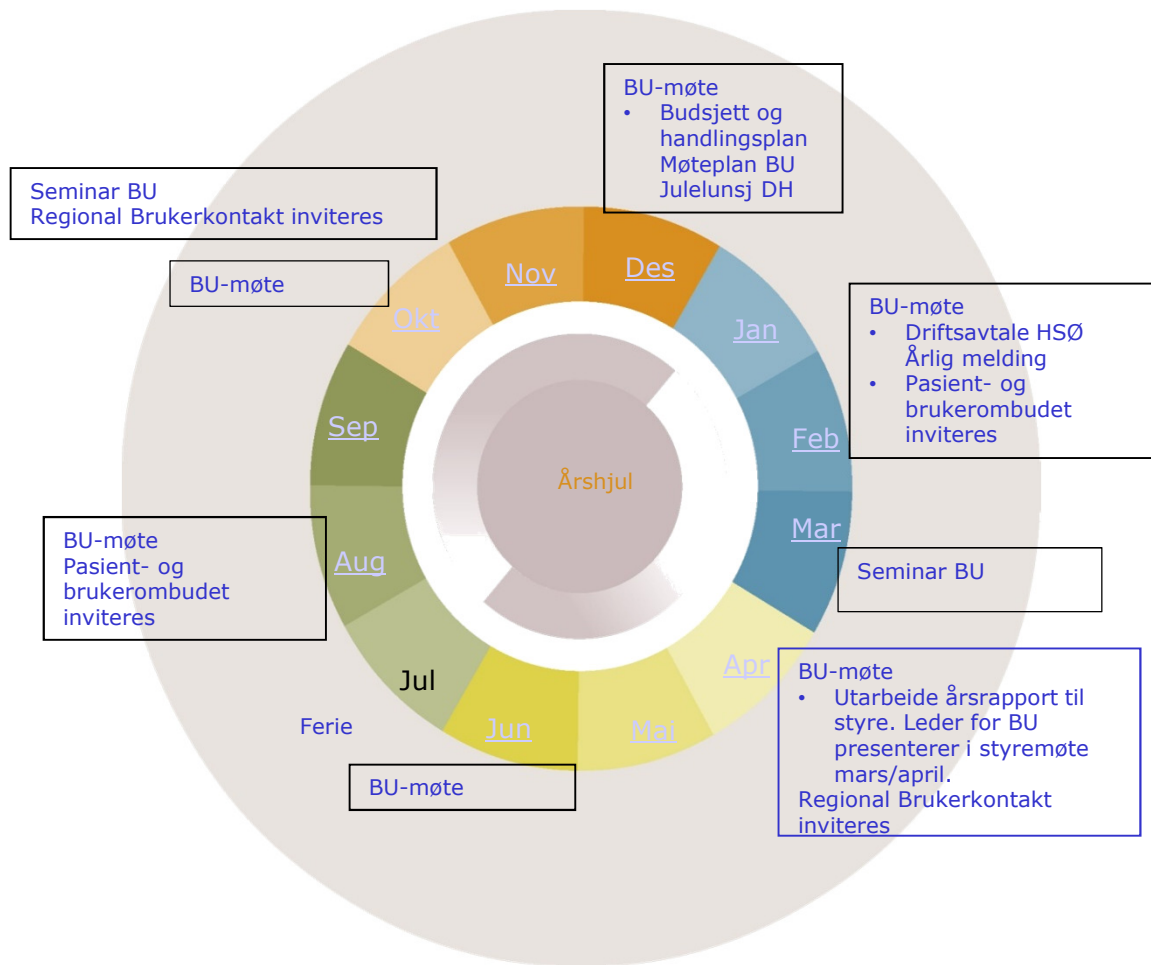 BU-møte
• Budsjett og
handlingsplan
Møteplan BU
Julelunsj DH
Seminar BU
Regional Brukerkontakt inviteres
BU-møte
Nov
Des
Okt
Jan
BU-møte
• Driftsavtale HSØ
Årlig melding
• Pasient- og
brukerombudet
inviteres
Sep
Feb
Årshjul
Mar
BU-møte
Pasient- og
brukerombudet
inviteres
Aug
Seminar BU
Apr
Jul
Ferie
Jun
Mai
BU-møte
BU-møte
• Utarbeide årsrapport til
styre. Leder for BU
presenterer i styremøte
mars/april.
Regional Brukerkontakt
inviteres